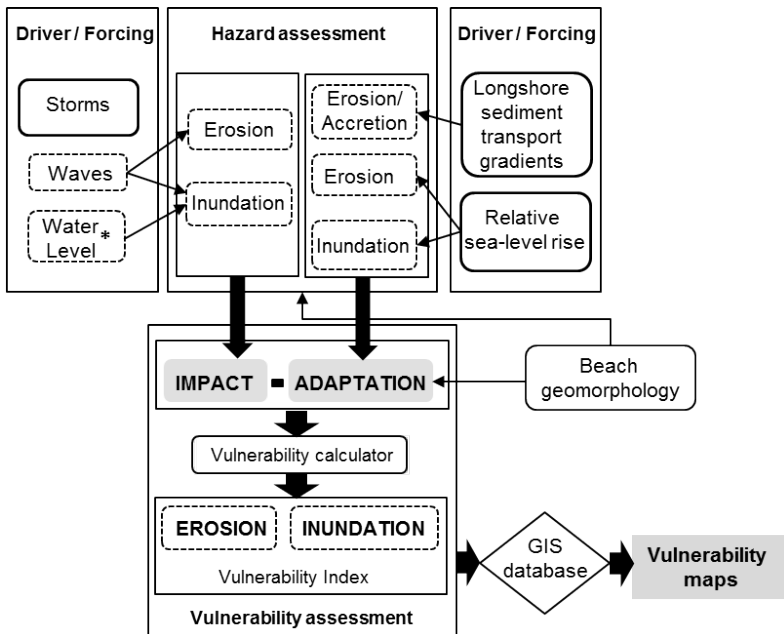 Driver / Forcing
Storms
Waves
Water *
Level
Hazard assessment
Erosion
Inundation
Erosion/
Accretion
Erosion
Inundation
Driver / Forcing
Longshore
sediment
transport
gradients
Relative
sea-level rise
Beach
geomorphology
IMPACT - ADAPTATION
Vulnerability calculator
EROSION
INUNDATION
Vulnerability Index
Vulnerability assessment
GIS
database
Vulnerability
maps